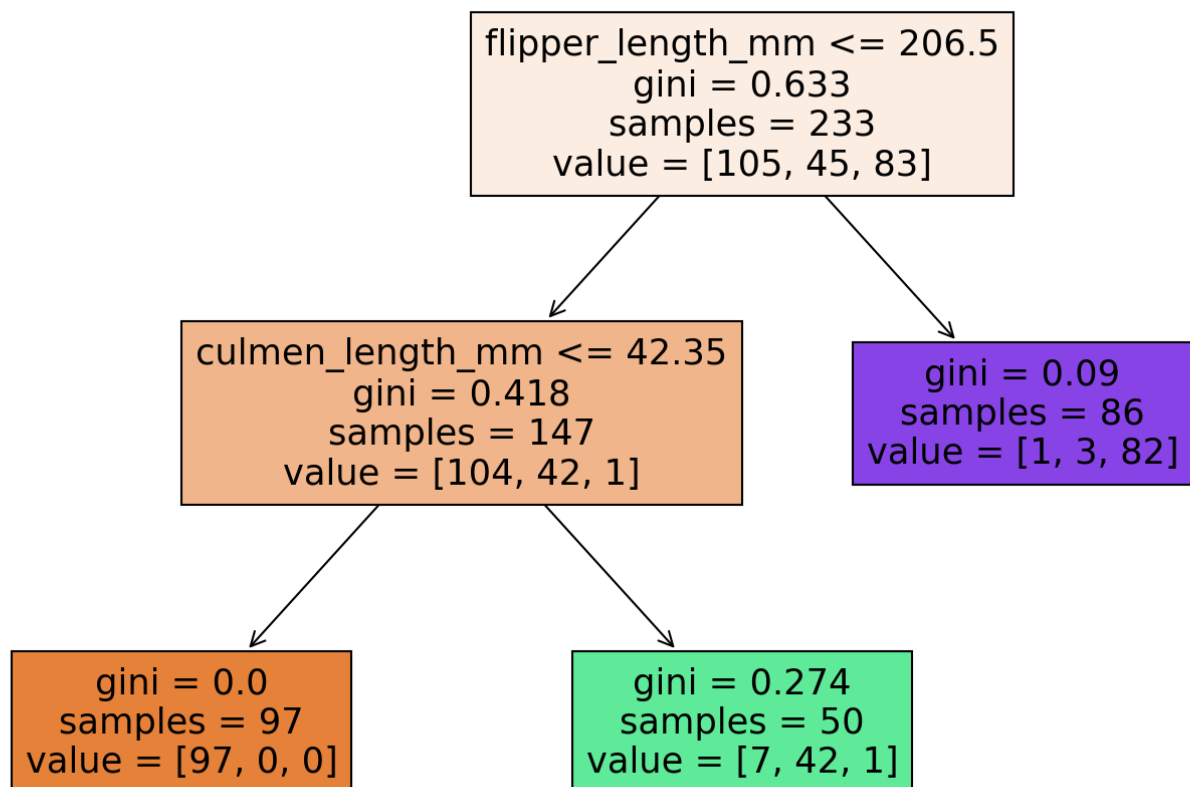 flipper_length_mm <= 206.5
gini = 0.633
samples = 233
value = [105, 45, 83]
culmen_length_mm <= 42.35
gini = 0.418
samples = 147
value = [104, 42, 1]
gini = 0.09
samples = 86
value = [1, 3, 82]
gini = 0.0
samples = 97
value = [97, 0, 0]
gini = 0.274
samples = 50
value = [7, 42, 1]